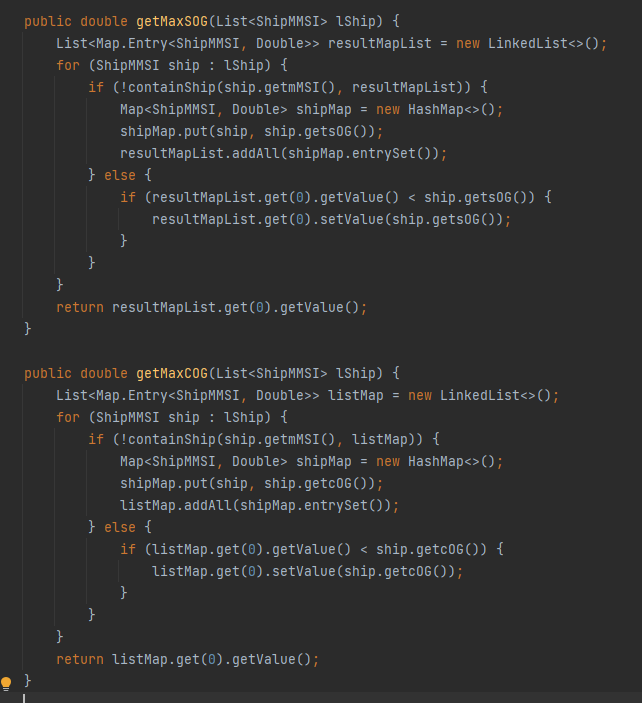 public double getMaxSOG(List<ShipMMSI> lShip) {
    List<Map.Entry<ShipMMSI, Double>> resultMapList = new LinkedList<>();
    for (ShipMMSI ship : lShip) {
        if (!containShip(ship.getmMSI(), resultMapList)) {
            Map<ShipMMSI, Double> shipMap = new HashMap<>();
            shipMap.put(ship, ship.getsOG());
            resultMapList.addAll(shipMap.entrySet());
        } else {
            if (resultMapList.get(0).getValue() < ship.getsOG()) {
                resultMapList.get(0).setValue(ship.getsOG());
            }
        }
    }
    return resultMapList.get(0).getValue();
}

public double getMaxCOG(List<ShipMMSI> lShip) {
    List<Map.Entry<ShipMMSI, Double>> listMap = new LinkedList<>();
    for (ShipMMSI ship : lShip) {
        if (!containShip(ship.getmMSI(), listMap)) {
            Map<ShipMMSI, Double> shipMap = new HashMap<>();
            shipMap.put(ship, ship.getcOG());
            listMap.addAll(shipMap.entrySet());
        } else {
            if (listMap.get(0).getValue() < ship.getcOG()) {
                listMap.get(0).setValue(ship.getcOG());
            }
        }
    }
    return listMap.get(0).getValue();
}